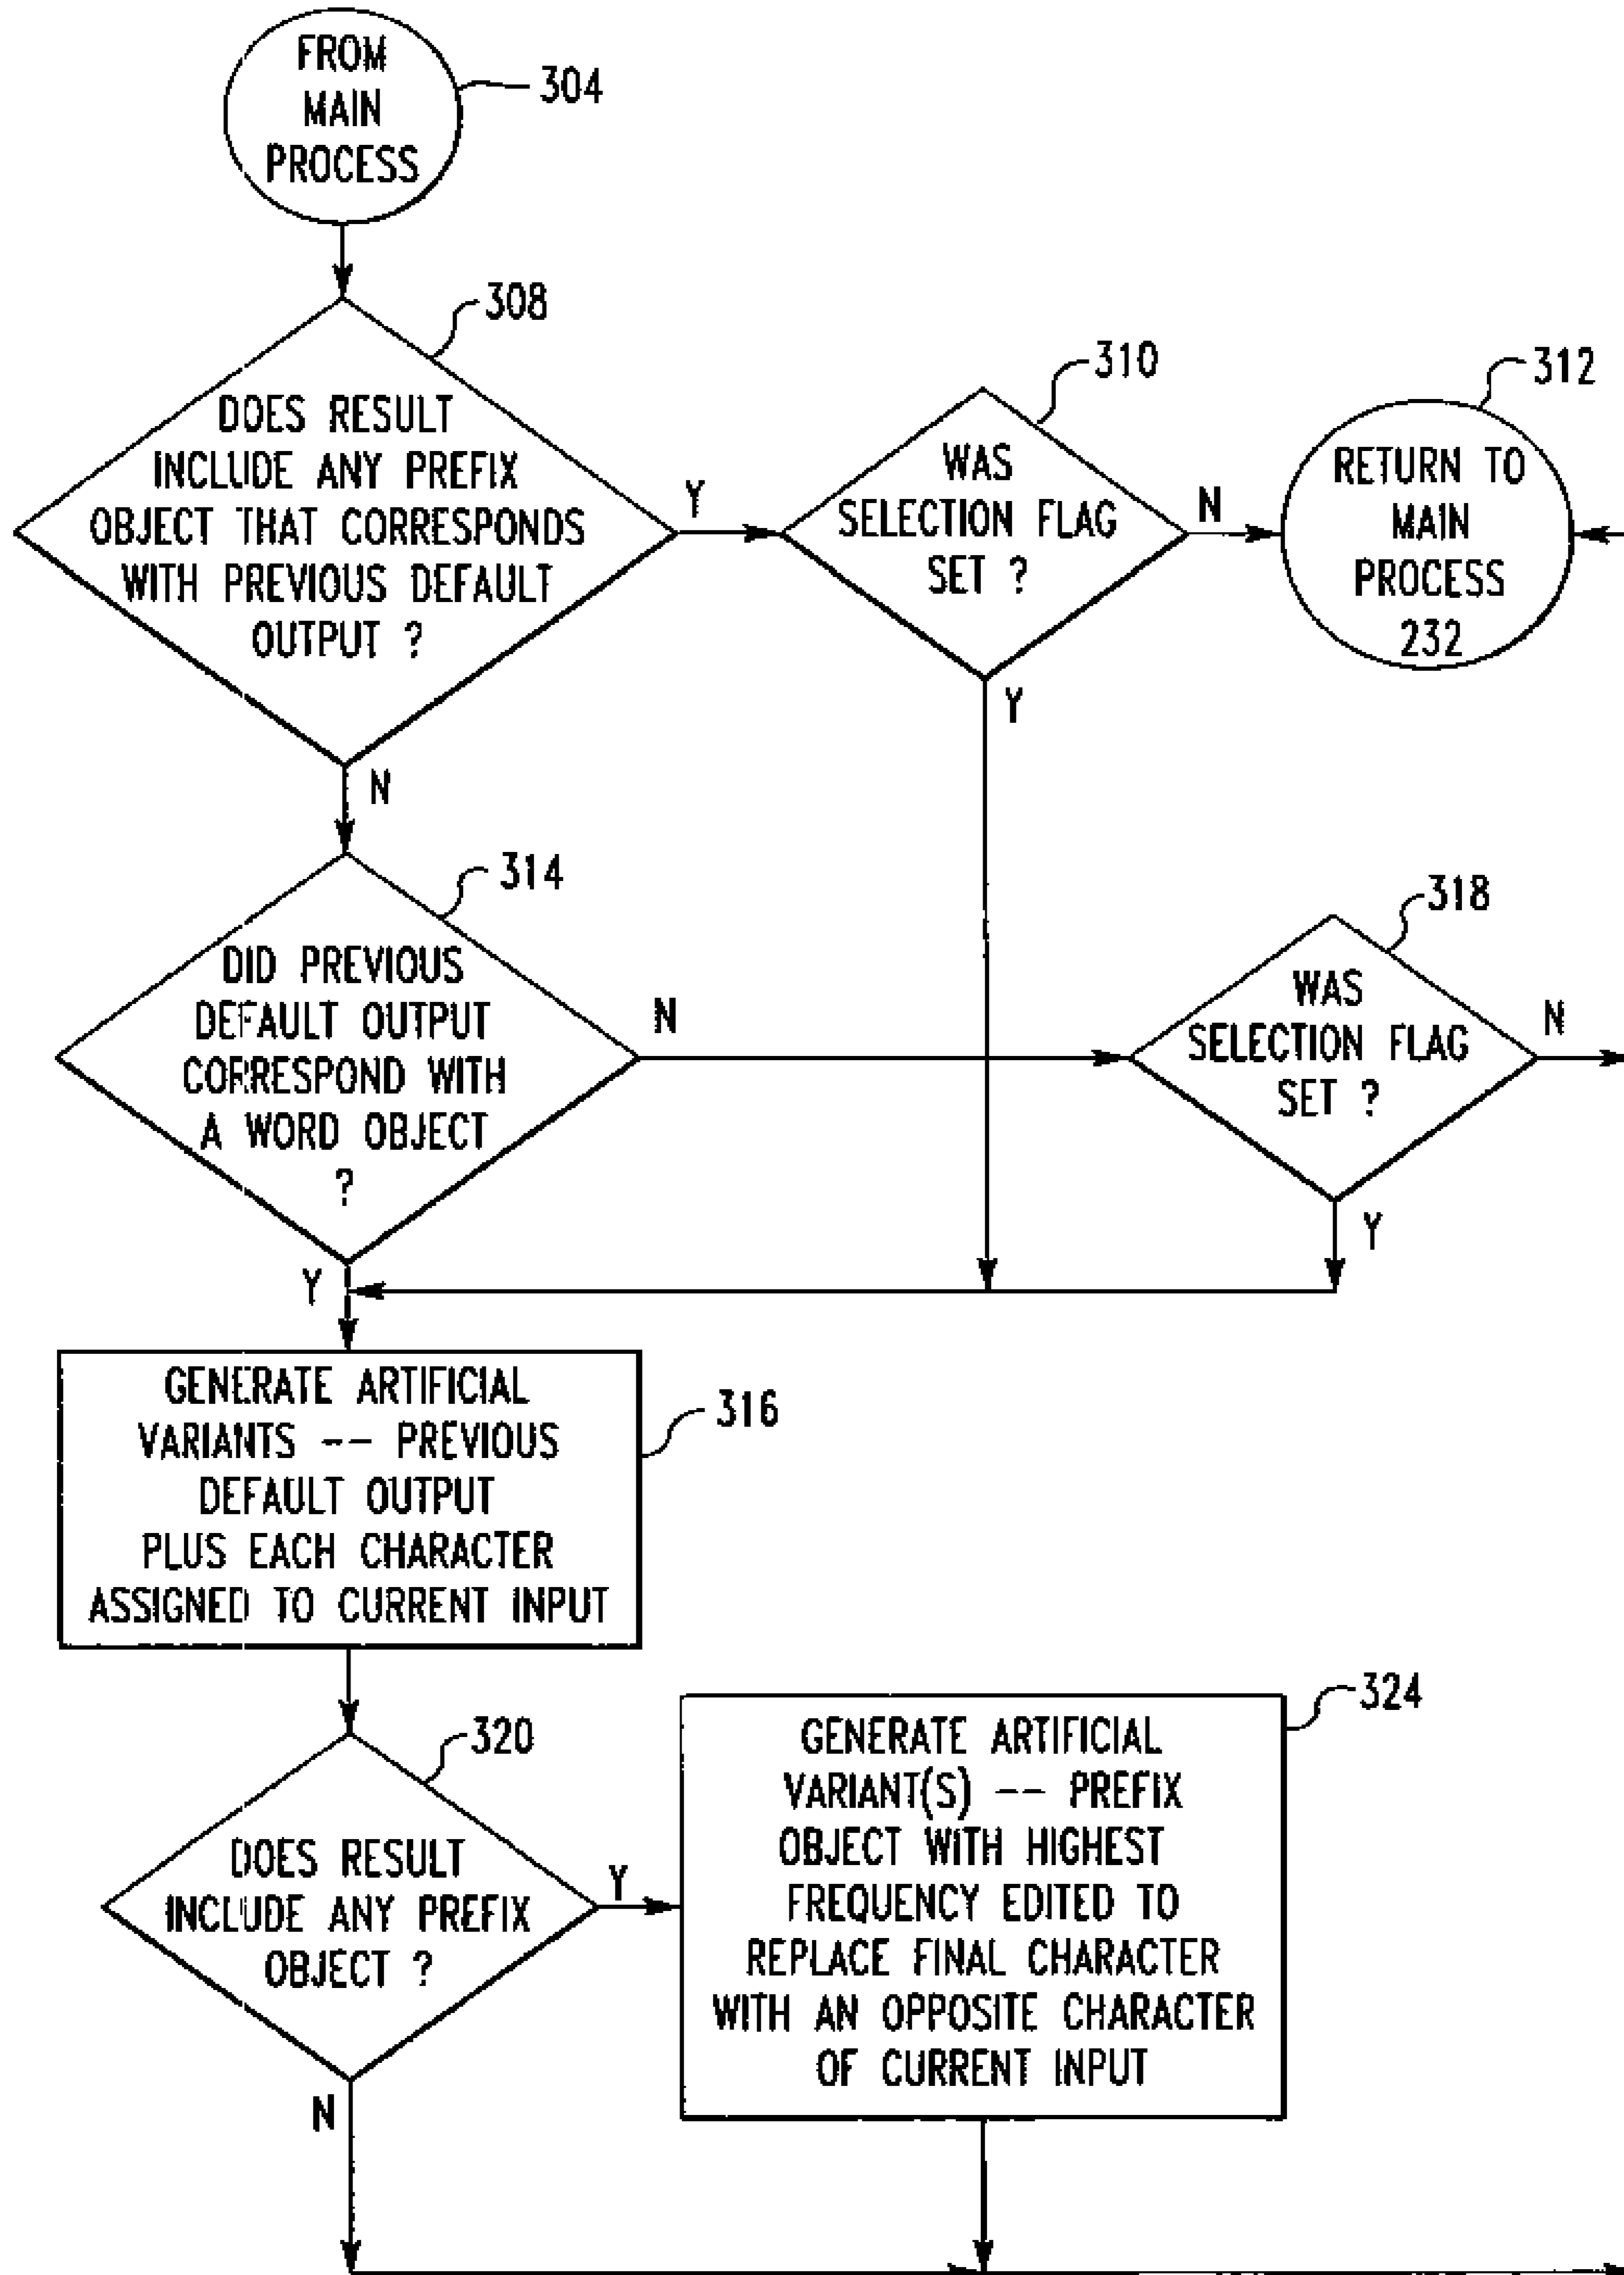 FROM
MAIN
PROCESS
304
308
DOES RESULT
INCLUDE ANY PREFIX
OBJECT THAT CORRESPONDS
WITH PREVIOUS DEFAULT
OUTPUT ?
Y
N
310
WAS
SELECTION FLAG
SET ?
N
Y
312
RETURN TO
MAIN
PROCESS
232
314
DID PREVIOUS
DEFAULT OUTPUT
CORRESPOND WITH
A WORD OBJECT
?
N
Y
318
WAS
SELECTION FLAG
SET ?
N
Y
GENERATE ARTIFICIAL
VARIANTS -- PREVIOUS
DEFAULT OUTPUT
PLUS EACH CHARACTER
ASSIGNED TO CURRENT INPUT
316
320
DOES RESULT
INCLUDE ANY PREFIX
OBJECT ?
Y
N
324
GENERATE ARTIFICIAL
VARIANT(S) -- PREFIX
OBJECT WITH HIGHEST
FREQUENCY EDITED TO
REPLACE FINAL CHARACTER
WITH AN OPPOSITE CHARACTER
OF CURRENT INPUT